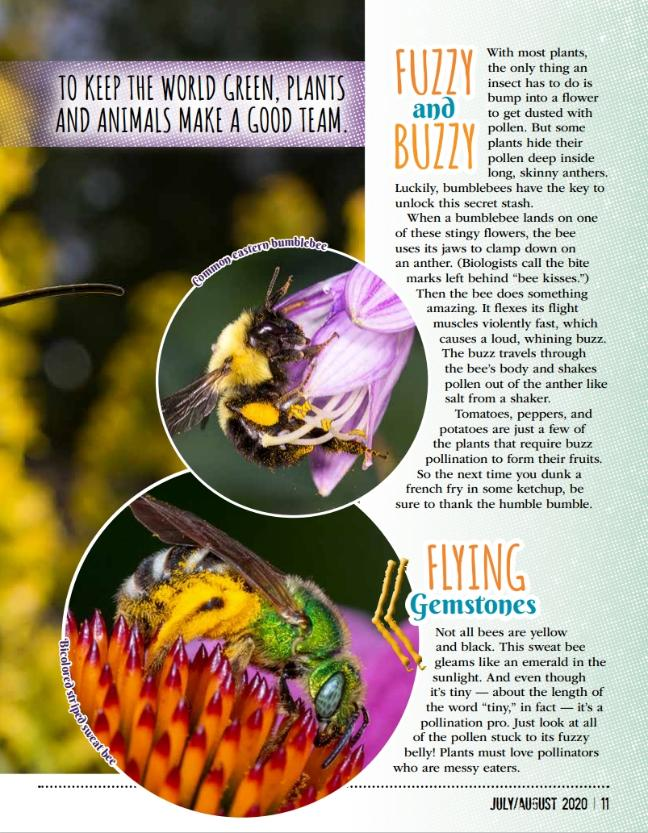 TO KEEP THE WORLD GREEN, PLANTS
AND ANIMALS MAKE A GOOD TEAM.
FUZZY
and
BUZZY
With most plants,
the only thing an
insect has to do is
bump into a flower
to get dusted with
pollen. But some
plants hide their
pollen deep inside
long, skinny anthers.
Luckily, bumblebees have the key to
unlock this secret stash.
When a bumblebee lands on one
of these stingy flowers, the bee
uses its jaws to clamp down on
an anther. (Biologists call the bite
marks left behind “bee kisses.”)
Then the bee does something
amazing. It flexes its flight
muscles violently fast, which
causes a loud, whining buzz.
The buzz travels through
the bee’s body and shakes
pollen out of the anther like
salt from a shaker.
Tomatoes, peppers, and
potatoes are just a few of
the plants that require buzz
pollination to form their fruits.
So the next time you dunk a
french fry in some ketchup, be
sure to thank the humble bumble.
Common eastern bumblebee
FLYING
Gemstones
Not all bees are yellow
and black. This sweat bee
gleams like an emerald in the
sunlight. And even though
it’s tiny — about the length of
the word “tiny,” in fact — it’s a
pollination pro. Just look at all
of the pollen stuck to its fuzzy
belly! Plants must love pollinators
who are messy eaters.
Bicolored striped sweat bee
JULY/AUGUST 2020 | 11